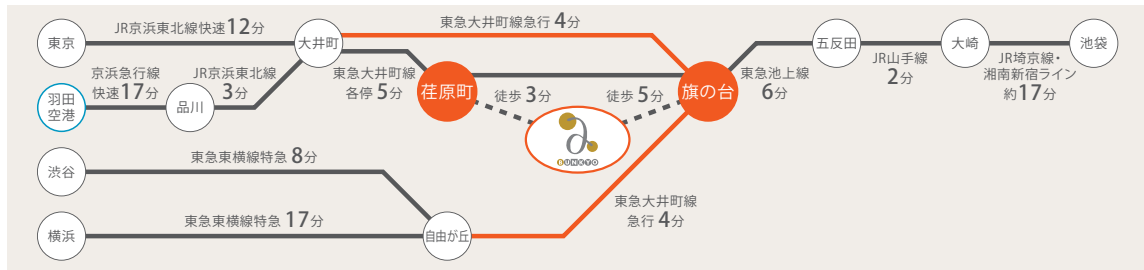 東京
JR京浜東北線快速12分
大井町
東急大井町線急行 4分
五反田
JR山手線
2分
大崎
JR埼京線・
湘南新宿ライン
約17分
池袋
羽田
空港
京浜急行線
快速17分
品川
JR京浜東北線
3分
東急大井町線
各停 5分
荏原町
徒歩 3分
徒歩 5分
旗の台
東急池上線
6分
BUNKYO
渋谷
東急東横線特急 8分
横浜
東急東横線特急 17分
自由が丘
東急大井町線
急行 4分